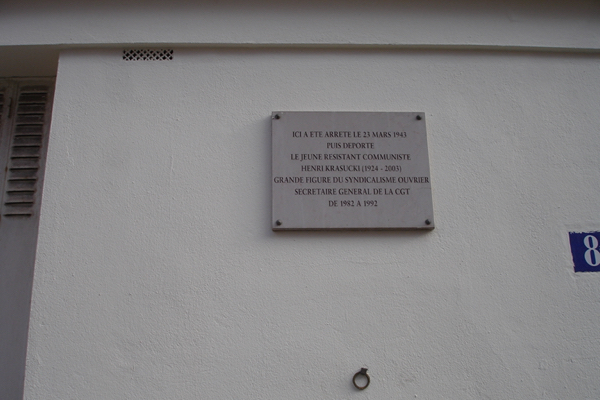 ICI A ETE ARRETE LE 23 MARS 1943
PUIS DEPORTE
LE JEUNE RESISTANT COMMUNISTE
HENRI KRASUCKI (1924 - 2003)
GRANDE FIGURE DU SYNDICALISME OUVRIER
SECRETAIRE GENERAL DE LA CGT
DE 1982 A 1992
8